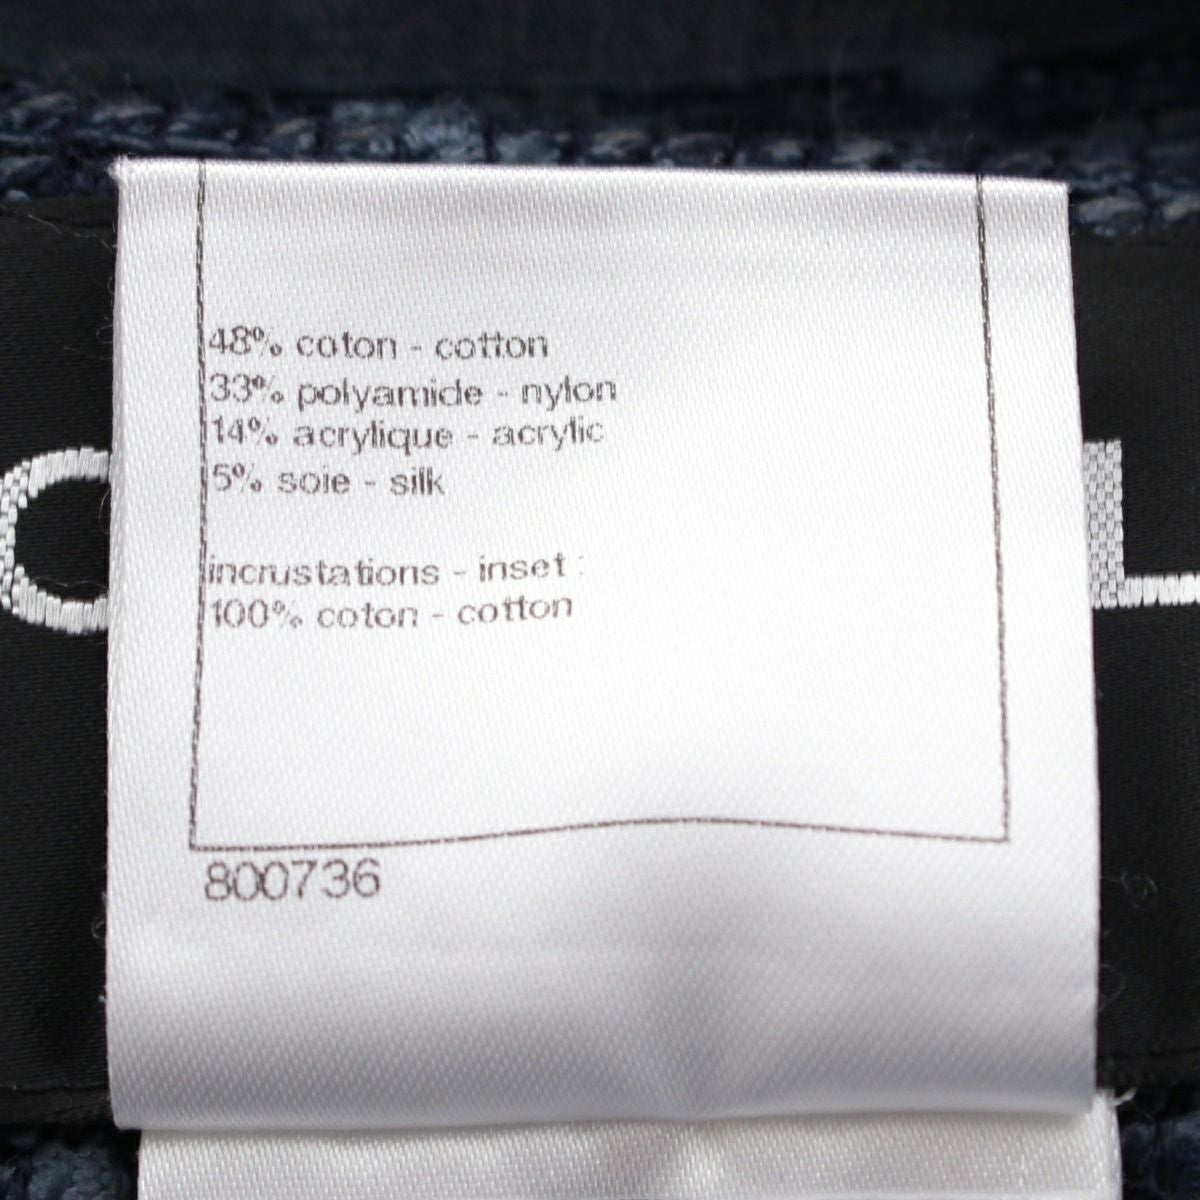 48% coton - cotton
33% polyamide - nylon
14% acrylique - acrylic
5% soie - silk
incrustations - inset :
100% coton - cotton
800736